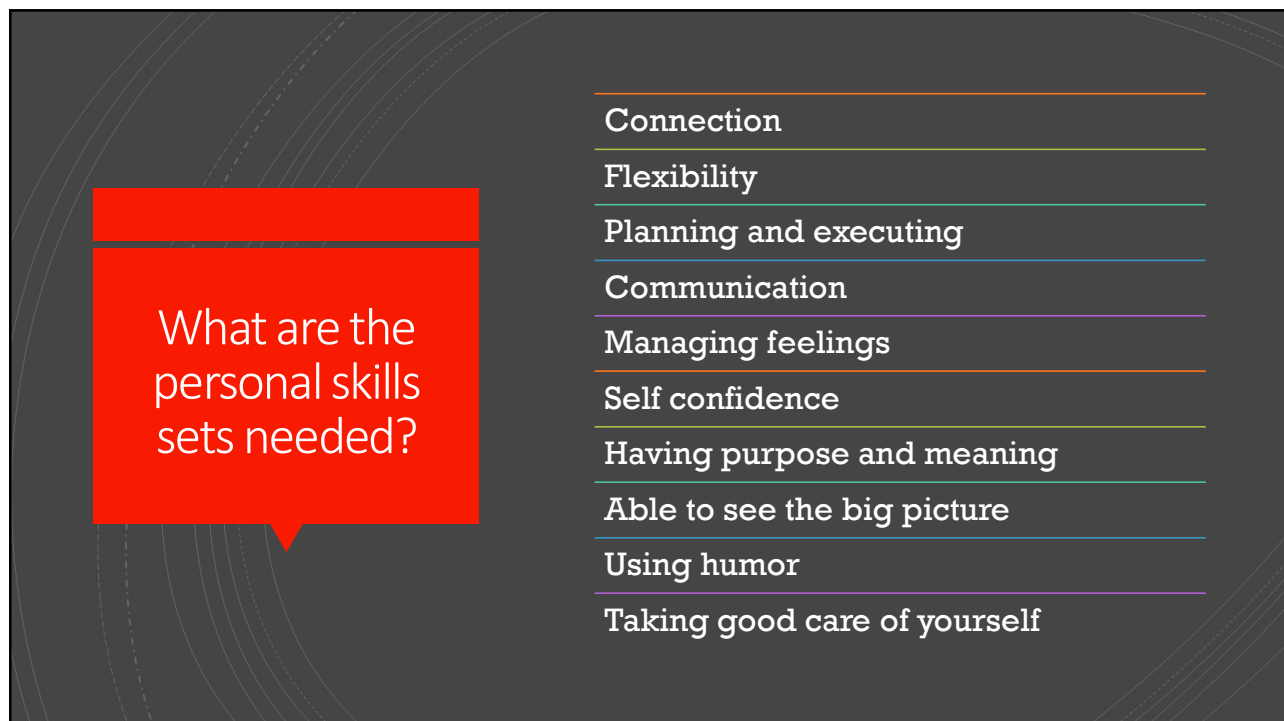 What are the
personal skills
sets needed?
Connection
Flexibility
Planning and executing
Communication
Managing feelings
Self confidence
Having purpose and meaning
Able to see the big picture
Using humor
Taking good care of yourself